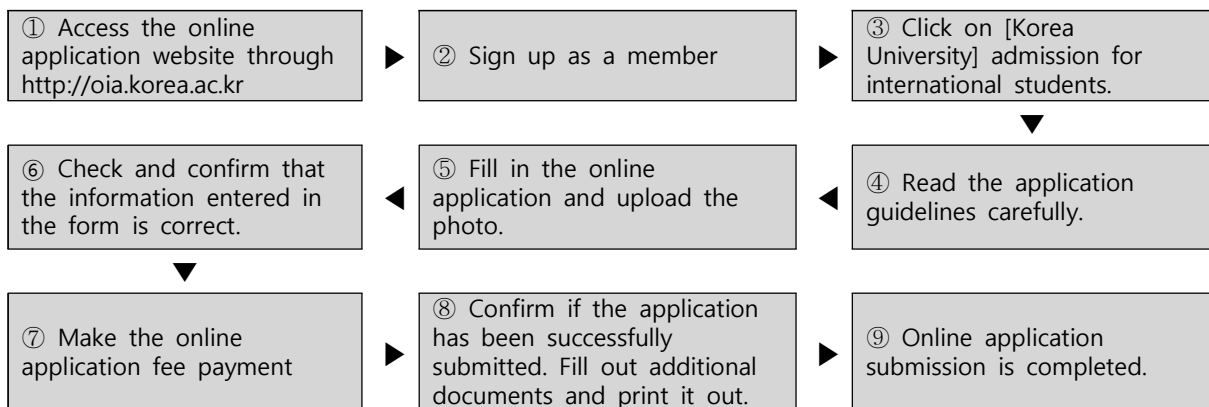 ① Access the online
application website through
http://oia.korea.ac.kr
② Sign up as a member
③ Click on [Korea
University] admission for
international students.
④ Read the application
guidelines carefully.
⑤ Fill in the online
application and upload the
photo.
⑥ Check and confirm that
the information entered in
the form is correct.
⑦ Make the online
application fee payment
⑧ Confirm if the application
has been successfully
submitted. Fill out additional
documents and print it out.
⑨ Online application
submission is completed.